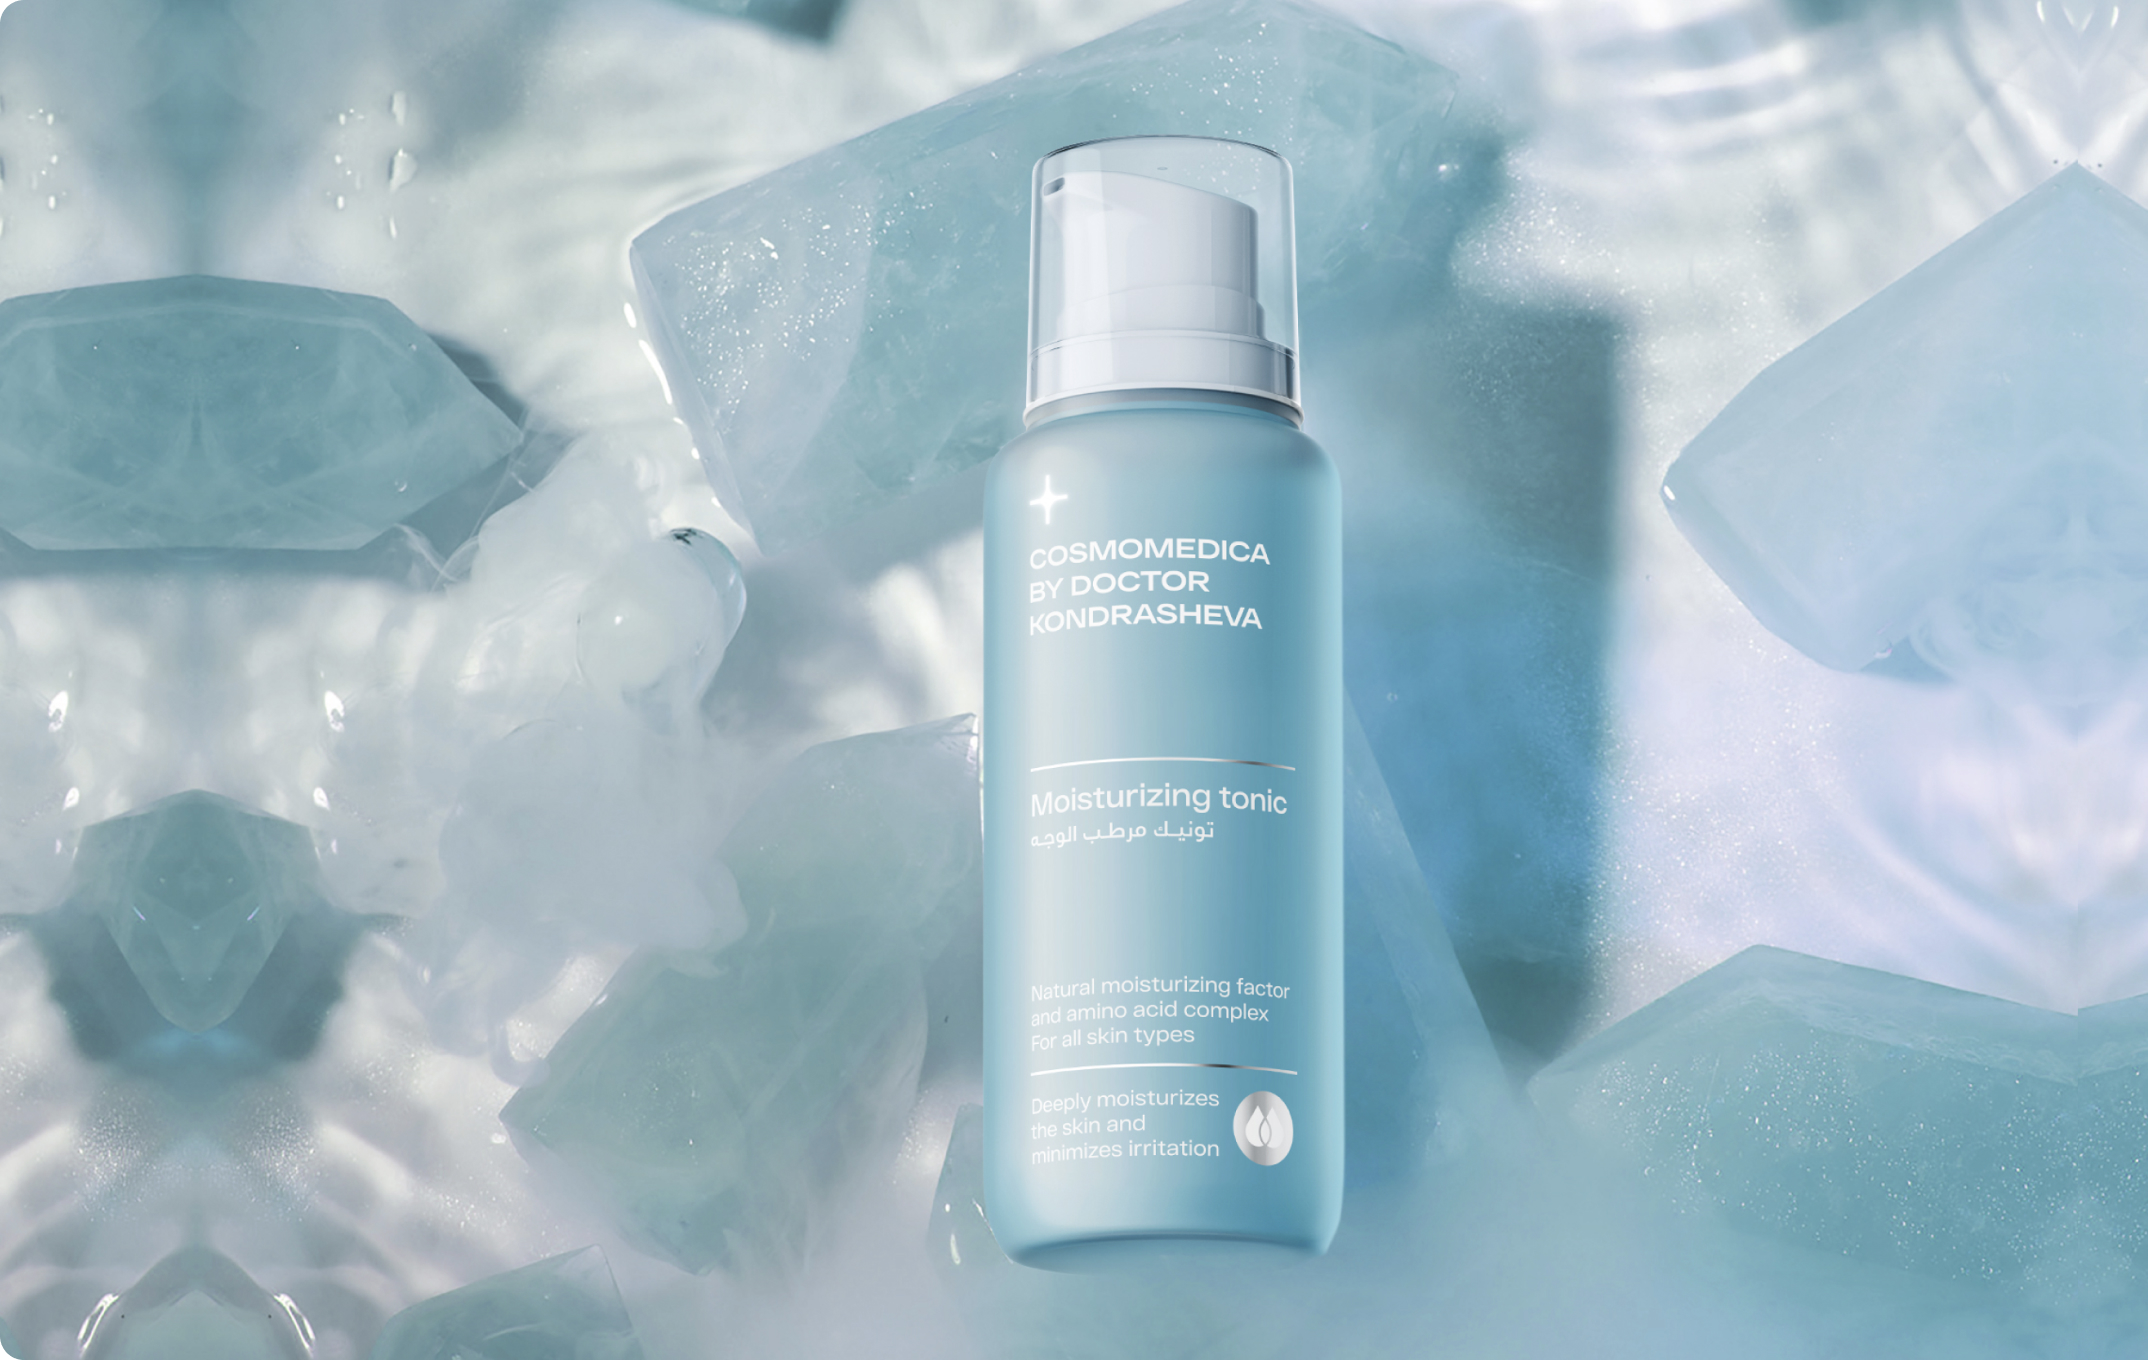 COSMOMEDICA
BY DOCTOR
KONDRASHEVA
Moisturizing tonic
تونيك مرطب الوجه
Natural moisturizing factor
and amino acid complex
For all skin types
Deeply moisturizes
the skin and
minimizes irritation